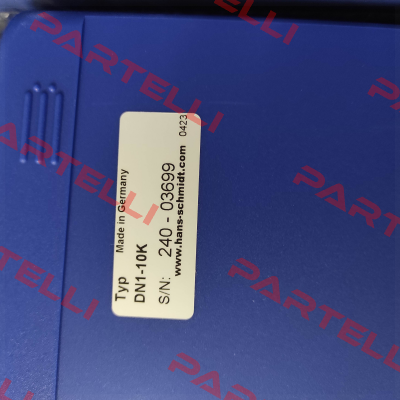 Typ Made in Germany
DN1-10K
S/N: 240 - 03699
www.hans-schmidt.com 0423
PARTELLI
PARTELLI
PARTELLI
PARTELLI
PARTELLI